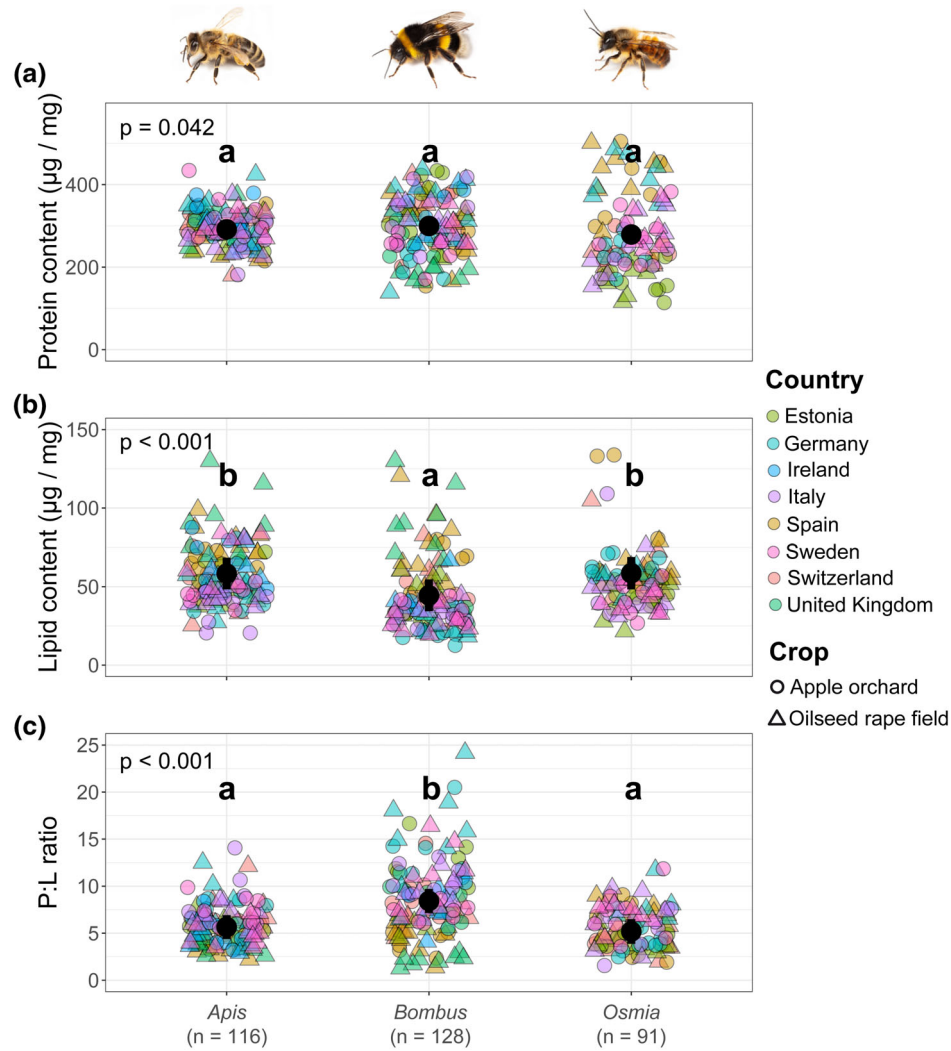 (a)
p = 0.042
a
a
a
Protein content (µg / mg)
400
200
0
(b)
p < 0.001
b
a
b
Lipid content (µg / mg)
150
100
50
0
(c)
p < 0.001
a
b
a
P:L ratio
25
20
15
10
5
0
Apis
(n = 116)
Bombus
(n = 128)
Osmia
(n = 91)
Country
Estonia
Germany
Ireland
Italy
Spain
Sweden
Switzerland
United Kingdom
Crop
Apple orchard
Oilseed rape field